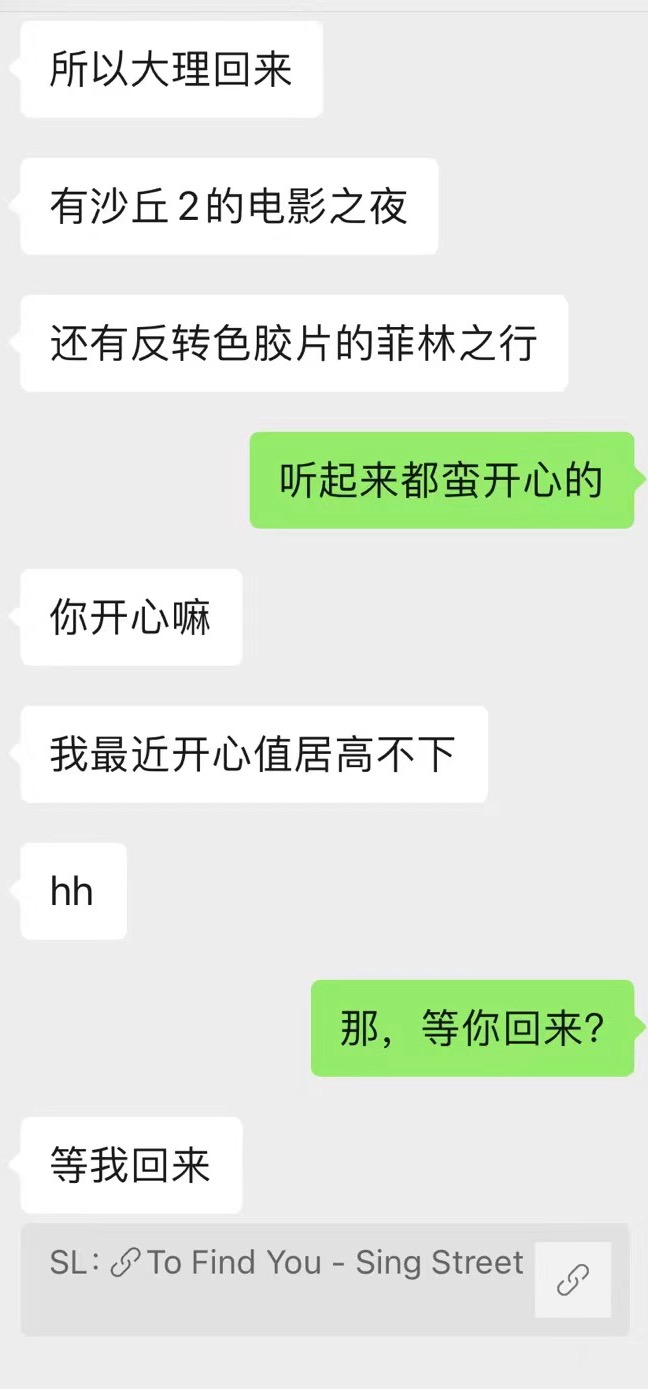 所以大理回来
有沙丘2的电影之夜
还有反转色胶片的菲林之行
听起来都蛮开心的
你开心嘛
我最近开心值居高不下
hh
那，等你回来？
等我回来
SL：To Find You - Sing Street